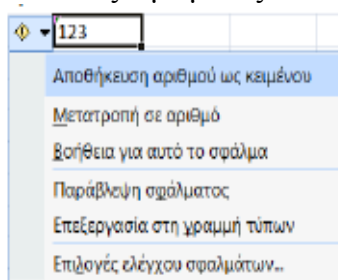 123
Αποθήκευση αριθμού ως κειμένου
Μετατροπή σε αριθμό
Βοήθεια για αυτό το σφάλμα
Παράβλεψη σφάλματος
Επεξεργασία στη γραμμή τύπων
Επιλογές ελέγχου σφαλμάτων...